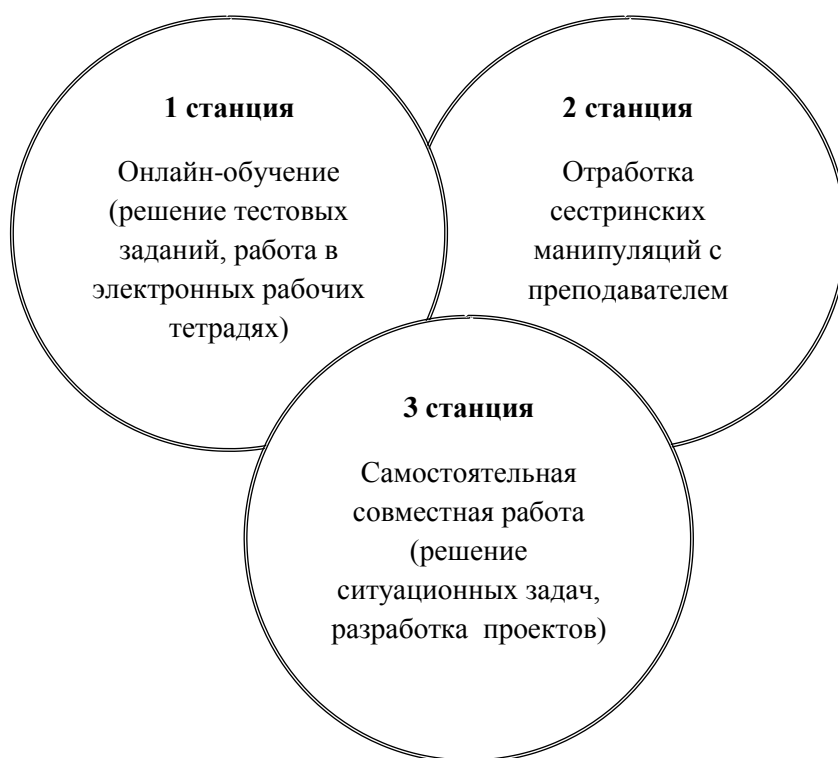 1 станция
Онлайн-обучение
(решение тестовых
заданий, работа в
электронных рабочих
тетрадях)
2 станция
Отработка
сестринских
манипуляций с
преподавателем
3 станция
Самостоятельная
совместная работа
(решение
ситуационных задач,
разработка  проектов)